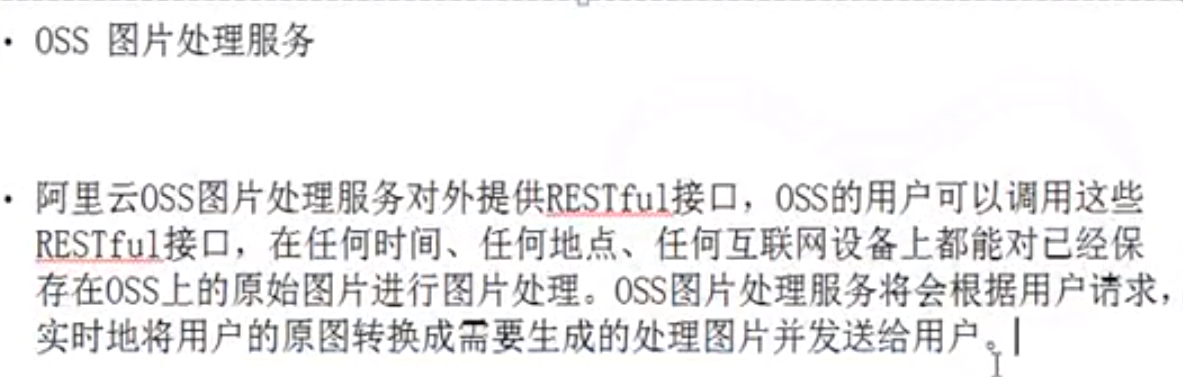 • OSS 图片处理服务
• 阿里云OSS图片处理服务对外提供RESTful接口，OSS的用户可以调用这些
RESTful接口，在任何时间、任何地点、任何互联网设备上都能对已经保
存在OSS上的原始图片进行图片处理。OSS图片处理服务将会根据用户请求，
实时地将用户的原图转换成需要生成的处理图片并发送给用户。